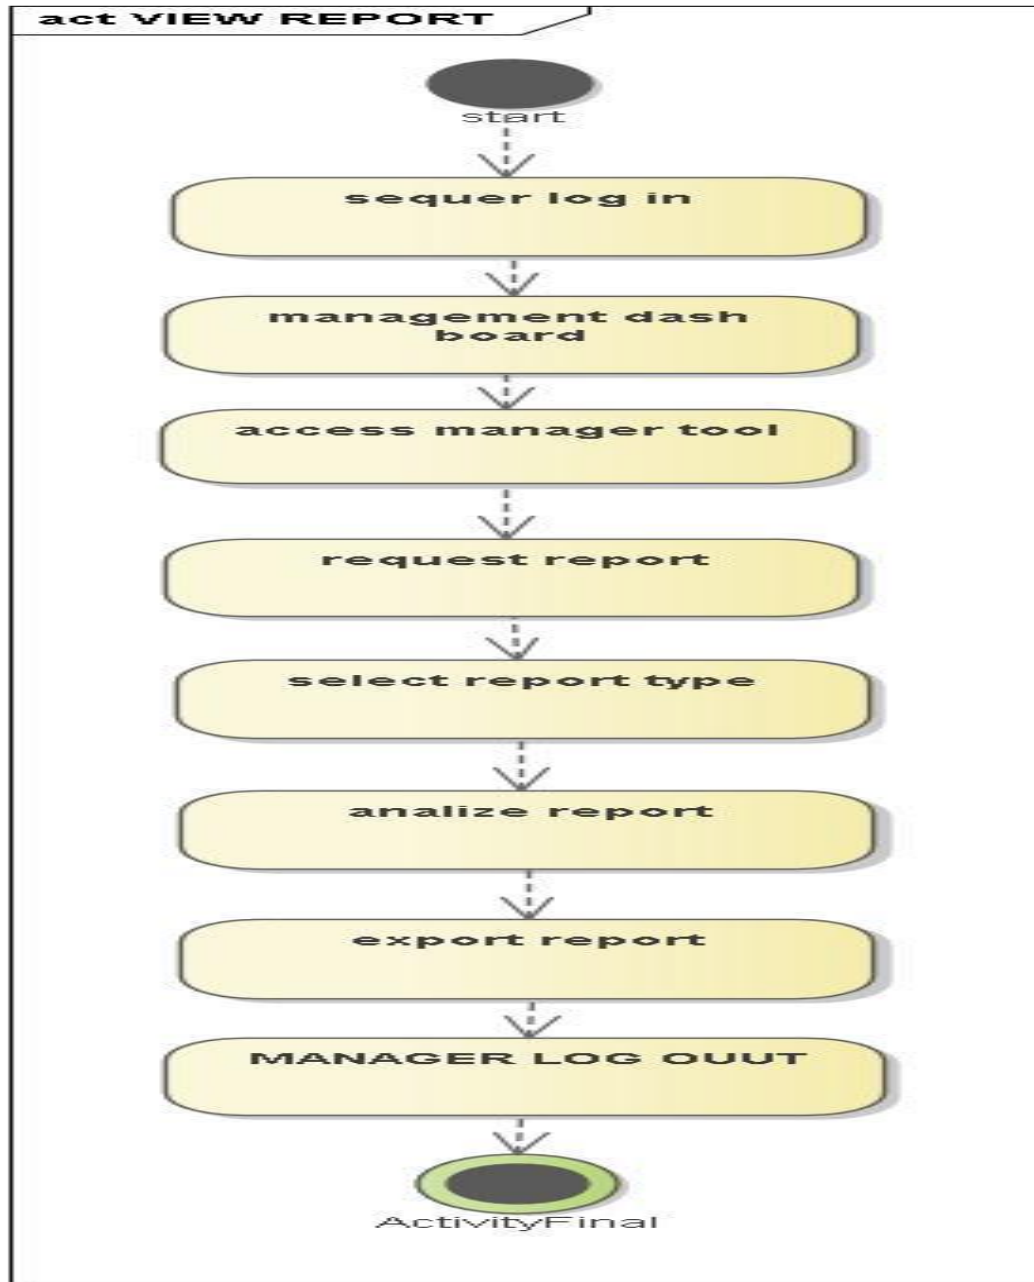 act VIEW REPORT
start
sequer log in
management dash
board
access manager tool
request report
select report type
analize report
export report
MANAGER LOG OUUT
ActivityFinal